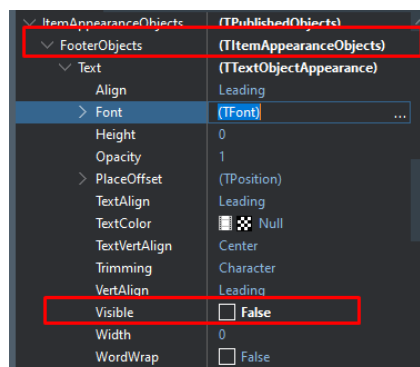 ItemAppearanceObjects (TPublishedObjects)
FooterObjects (TItemAppearanceObjects)
Text (TTextObjectAppearance)
Align Leading
Font (TFont) ...
Height 0
Opacity 1
PlaceOffset (TPosition)
TextAlign Leading
TextColor Null
TextVertAlign Center
Trimming Character
VertAlign Leading
Visible False
Width 0
WordWrap False